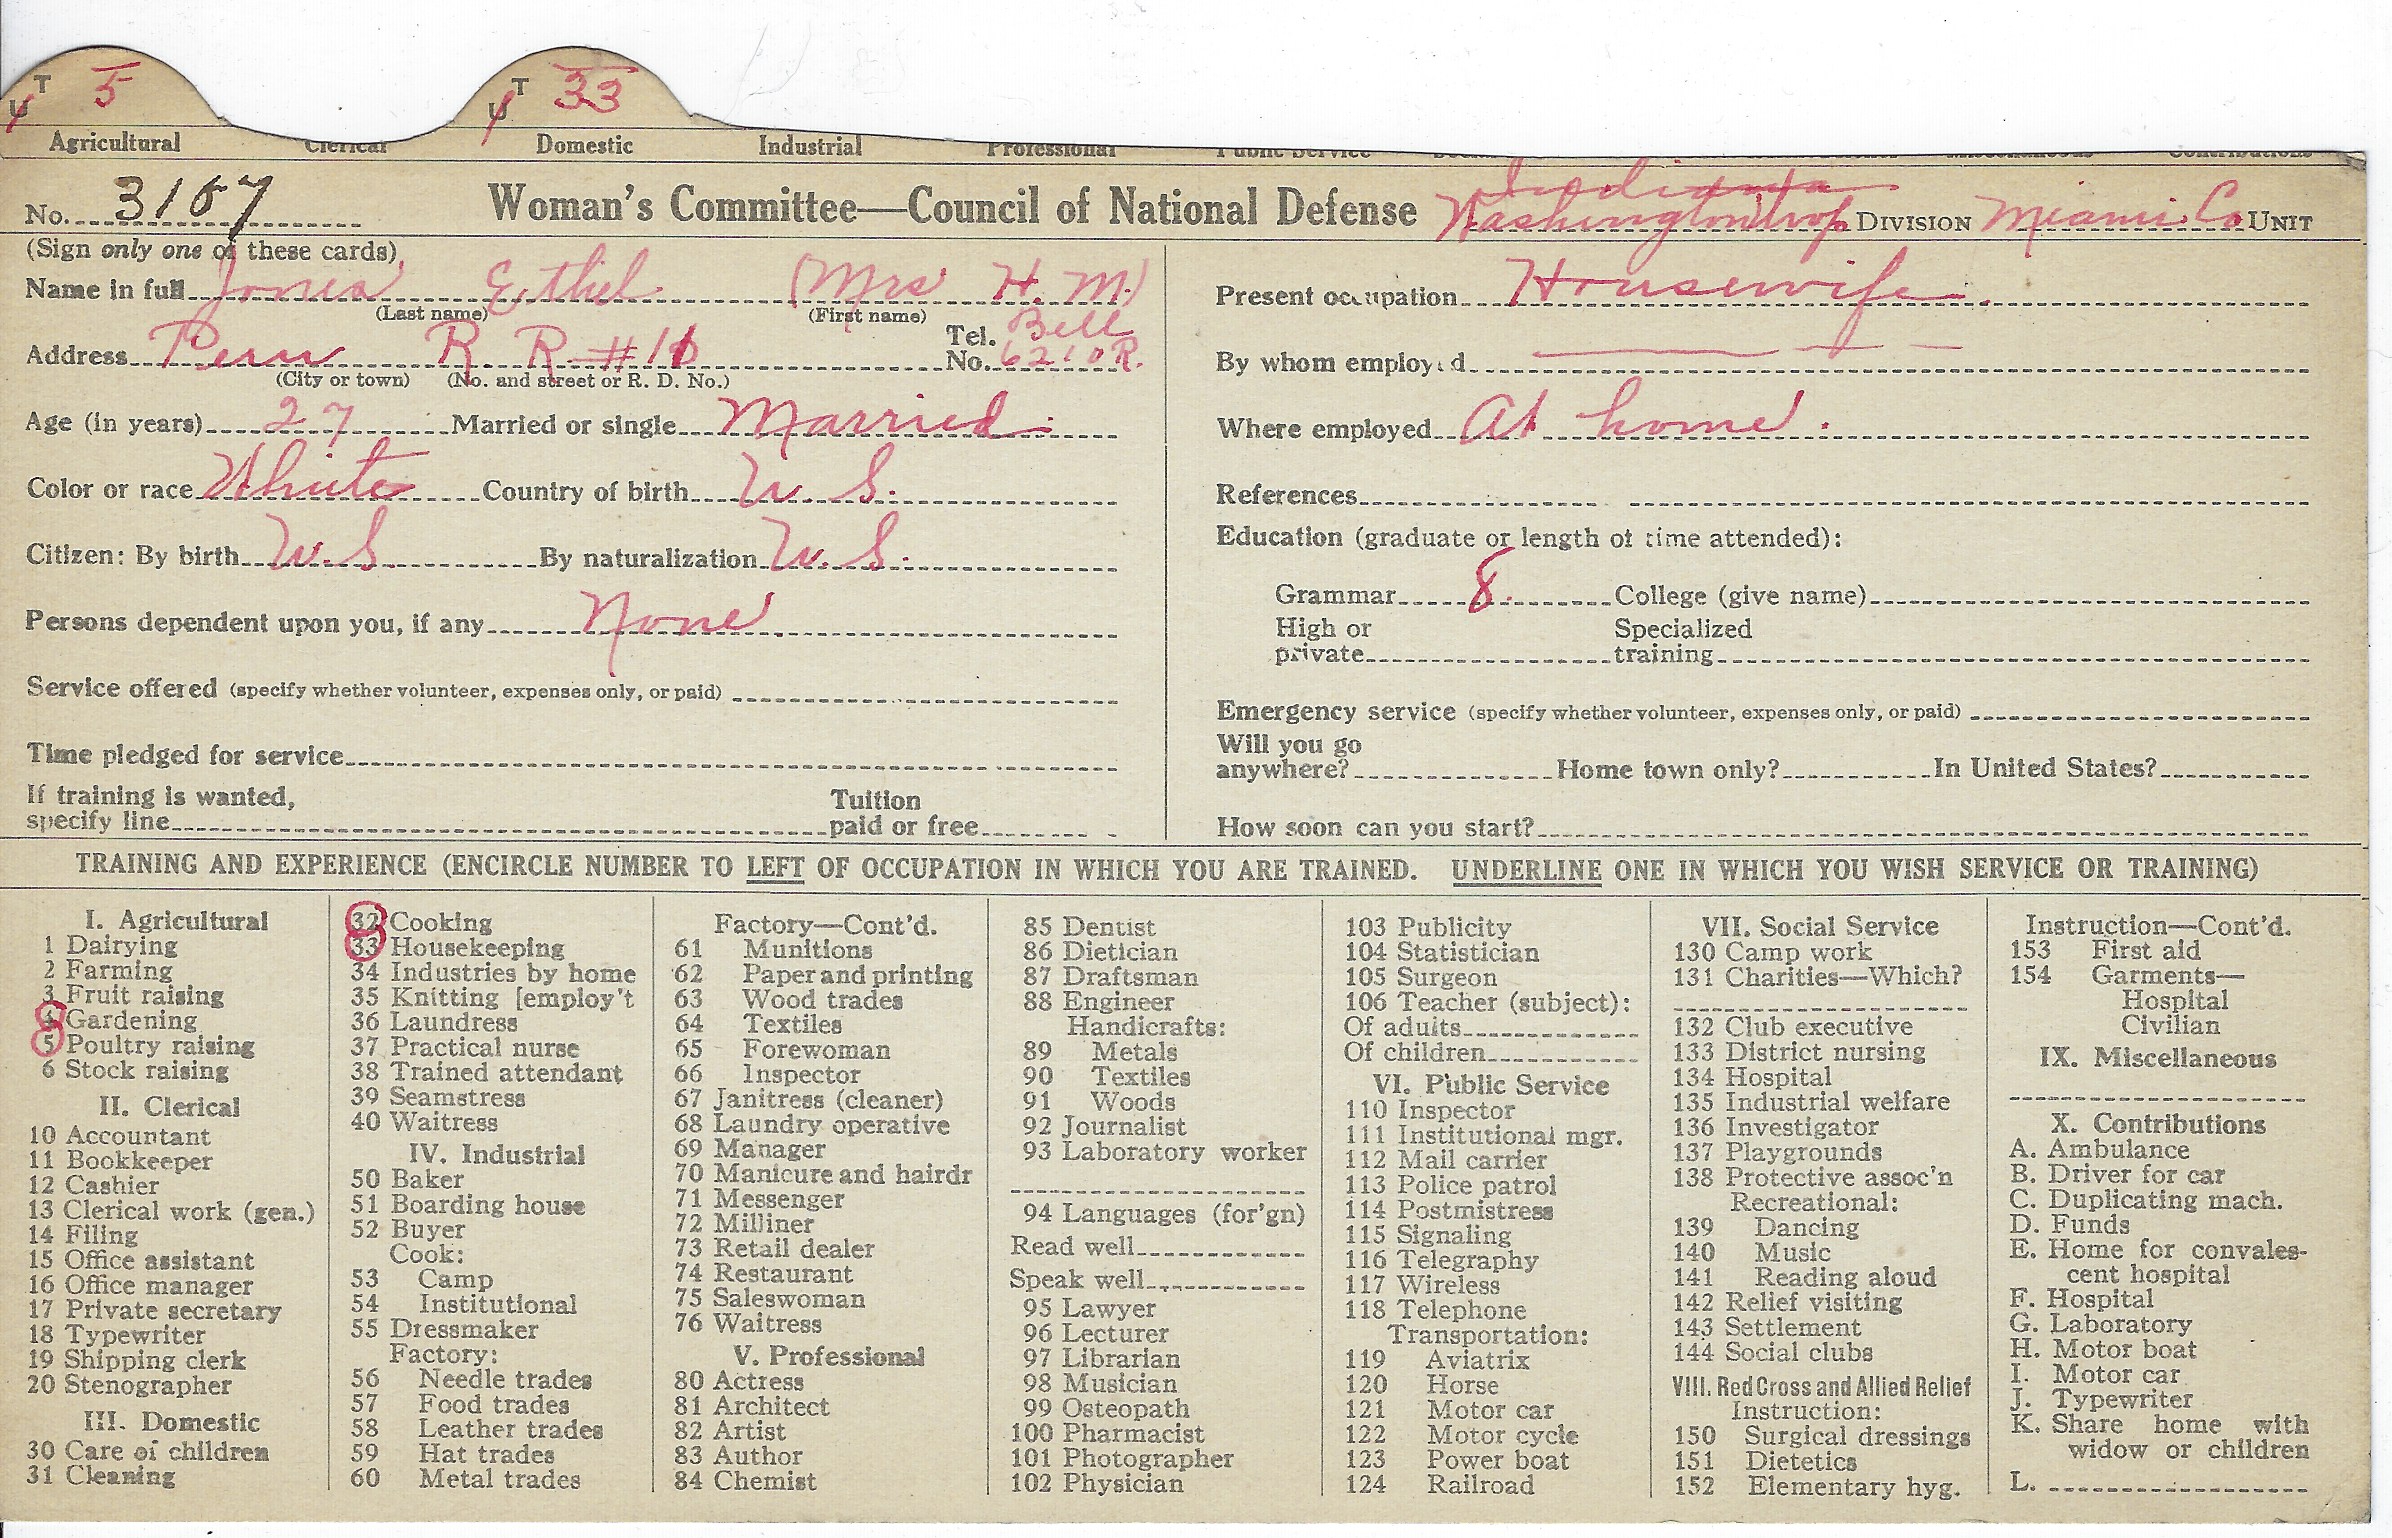 T 5 T 33
U U
Agricultural Clerical Domestic Industrial Professional Public Service Miscellaneous Contributions
No. 3167 Woman's Committee—Council of National Defense Indiana Washington trp DIVISION Miami Co UNIT
(Sign only one of these cards)
Name in full Jones Ethel (Mrs H. M.)
(Last name) (First name)
Address Peru R R #10 Tel. No. Bell 6210 R.
(City or town) (No. and street or R. D. No.)
Age (in years) 27 Married or single Married.
Color or race White Country of birth U. S.
Citizen: By birth U. S. By naturalization U. S.
Persons dependent upon you, if any None
Service offered (specify whether volunteer, expenses only, or paid)
Time pledged for service
If training is wanted,
specify line Tuition paid or free
Present occupation Housewife.
By whom employed
Where employed At home.
References
Education (graduate or length of time attended):
Grammar 8. College (give name)
High or private Specialized training
Emergency service (specify whether volunteer, expenses only, or paid)
Will you go
anywhere? Home town only? In United States?
How soon can you start?
TRAINING AND EXPERIENCE (ENCIRCLE NUMBER TO LEFT OF OCCUPATION IN WHICH YOU ARE TRAINED. UNDERLINE ONE IN WHICH YOU WISH SERVICE OR TRAINING)
I. Agricultural
1 Dairying
2 Farming
3 Fruit raising
4 Gardening
5 Poultry raising
6 Stock raising
II. Clerical
10 Accountant
11 Bookkeeper
12 Cashier
13 Clerical work (gen.)
14 Filing
15 Office assistant
16 Office manager
17 Private secretary
18 Typewriter
19 Shipping clerk
20 Stenographer
III. Domestic
30 Care of children
31 Cleaning
32 Cooking
33 Housekeeping
34 Industries by home
35 Knitting [employ't
36 Laundress
37 Practical nurse
38 Trained attendant
39 Seamstress
40 Waitress
IV. Industrial
50 Baker
51 Boarding house
52 Buyer
Cook:
53 Camp
54 Institutional
55 Dressmaker
Factory:
56 Needle trades
57 Food trades
58 Leather trades
59 Hat trades
60 Metal trades
Factory—Cont'd.
61 Munitions
62 Paper and printing
63 Wood trades
64 Textiles
65 Forewoman
66 Inspector
67 Janitress (cleaner)
68 Laundry operative
69 Manager
70 Manicure and hairdr
71 Messenger
72 Milliner
73 Retail dealer
74 Restaurant
75 Saleswoman
76 Waitress
V. Professional
80 Actress
81 Architect
82 Artist
83 Author
84 Chemist
85 Dentist
86 Dietician
87 Draftsman
88 Engineer
Handicrafts:
89 Metals
90 Textiles
91 Woods
92 Journalist
93 Laboratory worker
94 Languages (for'gn)
Read well
Speak well
95 Lawyer
96 Lecturer
97 Librarian
98 Musician
99 Osteopath
100 Pharmacist
101 Photographer
102 Physician
103 Publicity
104 Statistician
105 Surgeon
106 Teacher (subject):
Of adults
Of children
VI. Public Service
110 Inspector
111 Institutional mgr.
112 Mail carrier
113 Police patrol
114 Postmistress
115 Signaling
116 Telegraphy
117 Wireless
118 Telephone
Transportation:
119 Aviatrix
120 Horse
121 Motor car
122 Motor cycle
123 Power boat
124 Railroad
VII. Social Service
130 Camp work
131 Charities—Which?
132 Club executive
133 District nursing
134 Hospital
135 Industrial welfare
136 Investigator
137 Playgrounds
138 Protective assoc'n
Recreational:
139 Dancing
140 Music
141 Reading aloud
142 Relief visiting
143 Settlement
144 Social clubs
VIII. Red Cross and Allied Relief
Instruction:
150 Surgical dressings
151 Dietetics
152 Elementary hyg.
Instruction—Cont'd.
153 First aid
154 Garments—
Hospital
Civilian
IX. Miscellaneous
X. Contributions
A. Ambulance
B. Driver for car
C. Duplicating mach.
D. Funds
E. Home for convales-
cent hospital
F. Hospital
G. Laboratory
H. Motor boat
I. Motor car
J. Typewriter
K. Share home with
widow or children
L.